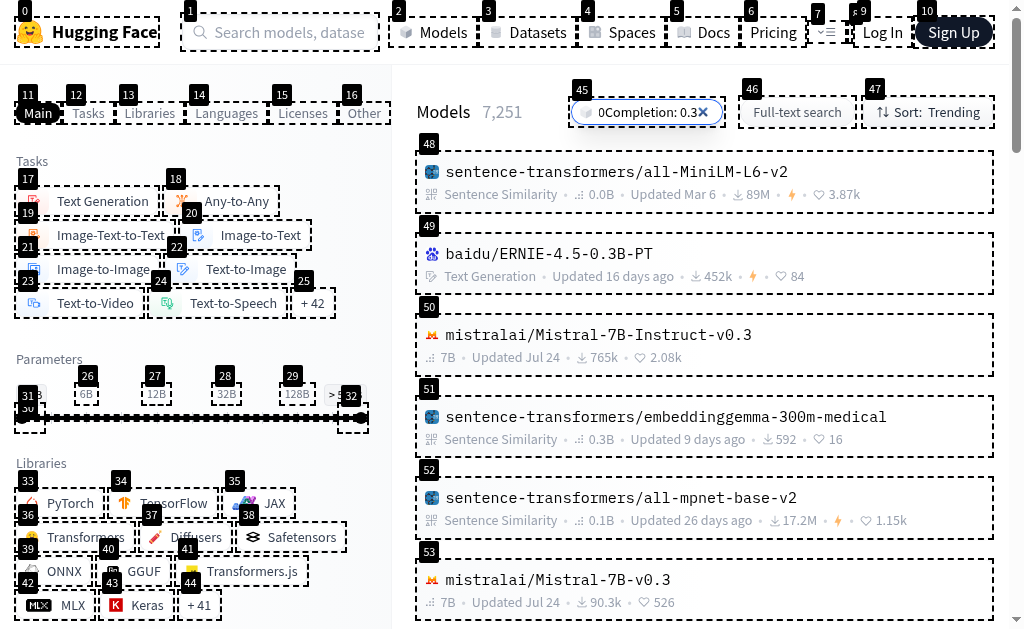 0 1 2 3 4 5 6 7 8 9 10
Hugging Face Search models, datase Models Datasets Spaces Docs Pricing Log In Sign Up
11 12 13 14 15 16
Main Tasks Libraries Languages Licenses Other
Tasks
17 18
Text Generation Any-to-Any
19 20
Image-Text-to-Text Image-to-Text
21 22
Image-to-Image Text-to-Image
23 24 25
Text-to-Video Text-to-Speech + 42
Parameters
26 27 28 29
6B 12B 32B 128B >
31 32
30
Libraries
33 34 35
PyTorch TensorFlow JAX
36 37 38
Transformers Diffusers Safetensors
39 40 41
ONNX GGUF Transformers.js
42 43 44
MLX MLX K Keras + 41
45 46 47
Models 7,251 0Completion: 0.3 Full-text search Sort: Trending
48
sentence-transformers/all-MiniLM-L6-v2
Sentence Similarity • 0.0B • Updated Mar 6 • 89M • • 3.87k
49
baidu/ERNIE-4.5-0.3B-PT
Text Generation • Updated 16 days ago • 452k • • 84
50
mistralai/Mistral-7B-Instruct-v0.3
7B • Updated Jul 24 • 765k • 2.08k
51
sentence-transformers/embeddinggemma-300m-medical
Sentence Similarity • 0.3B • Updated 9 days ago • 592 • 16
52
sentence-transformers/all-mpnet-base-v2
Sentence Similarity • 0.1B • Updated 26 days ago • 17.2M • • 1.15k
53
mistralai/Mistral-7B-v0.3
7B • Updated Jul 24 • 90.3k • 526